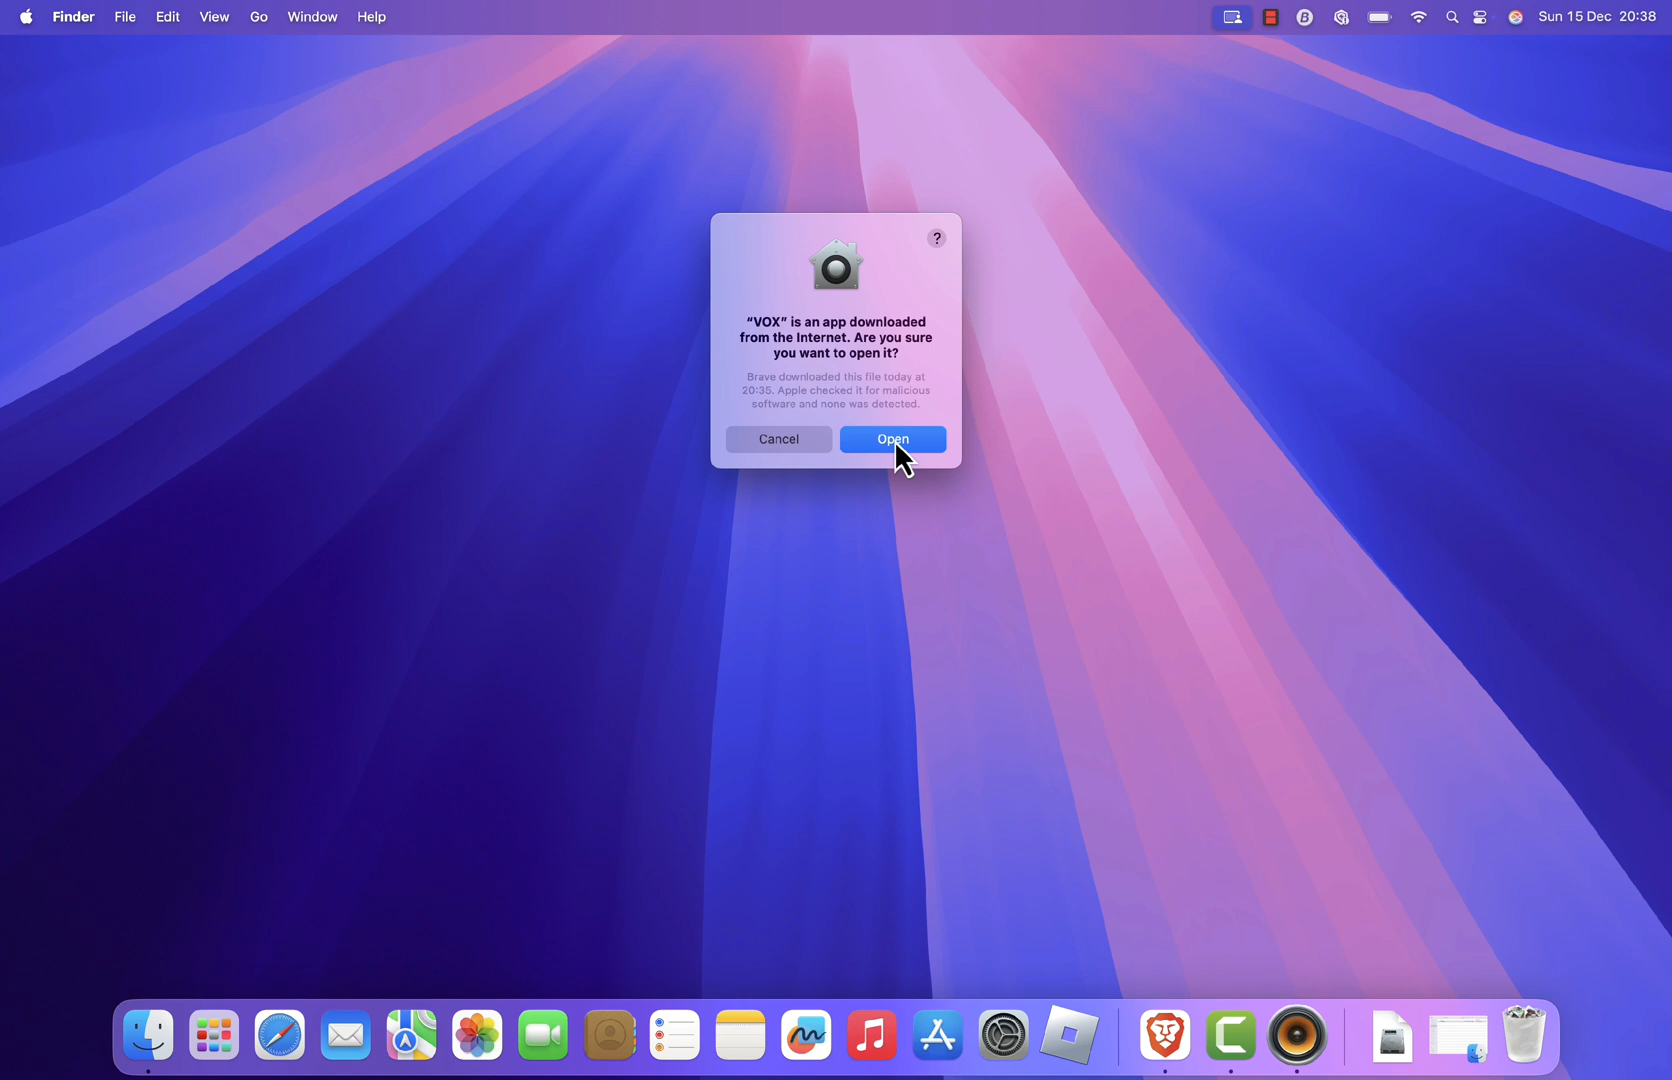 Finder File Edit View Go Window Help Sun 15 Dec 20:38
?
“VOX” is an app downloaded
from the Internet. Are you sure
you want to open it?
Brave downloaded this file today at
20:35. Apple checked it for malicious
software and none was detected.
Cancel Open